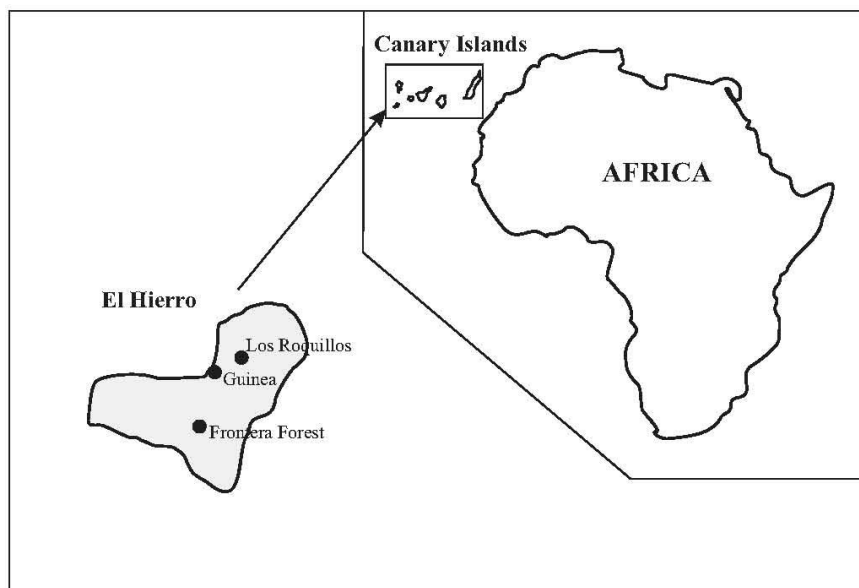 Canary Islands
AFRICA
El Hierro
Los Roquillos
Guinea
Frontera Forest